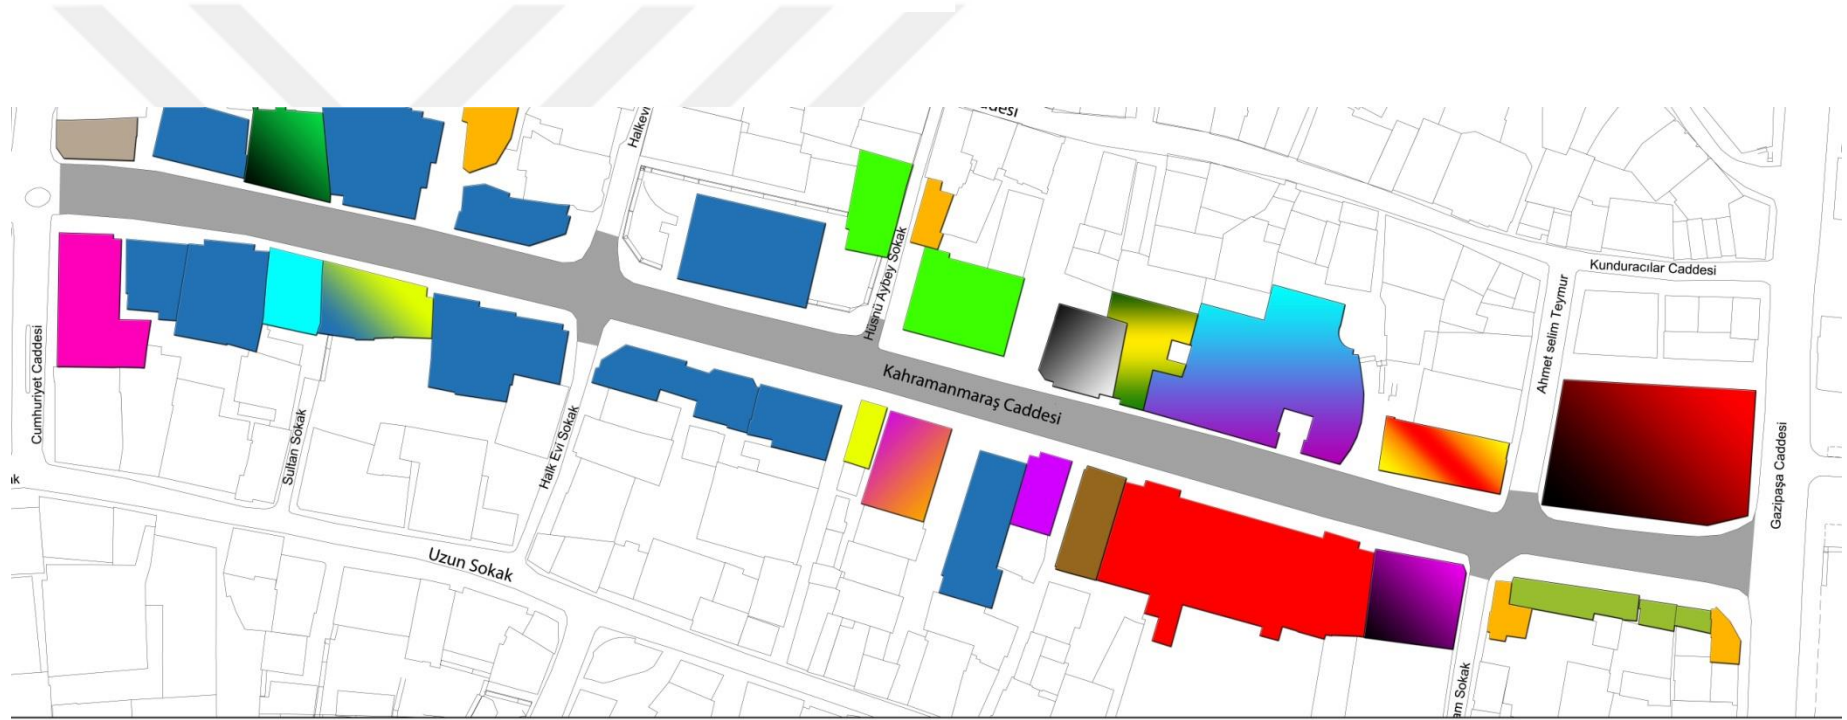 Halkevi
Kunduracılar Caddesi
Hüsnü Aybey Sokak
Ahmet selim Teymur
Cumhuriyet Caddesi
Kahramanmaraş Caddesi
Sultan Sokak
Halk Evi Sokak
Gazipaşa Caddesi
Uzun Sokak